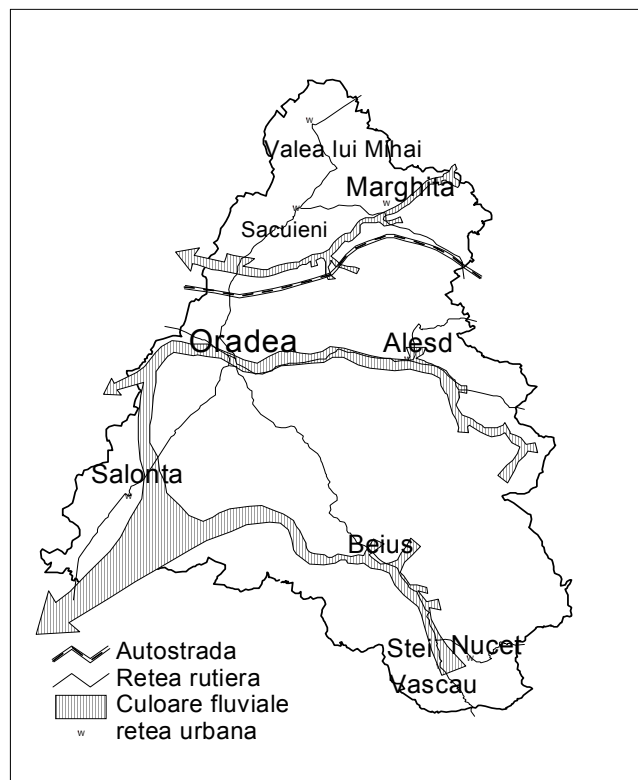 w
Valea lui Mihai
Marghita
w
w
Sacuieni
Oradea
Alesd
Salonta
w
Beius
Stei
Nucet
w
Vascau
Autostrada
Retea rutiera
Culoare fluviale
w retea urbana